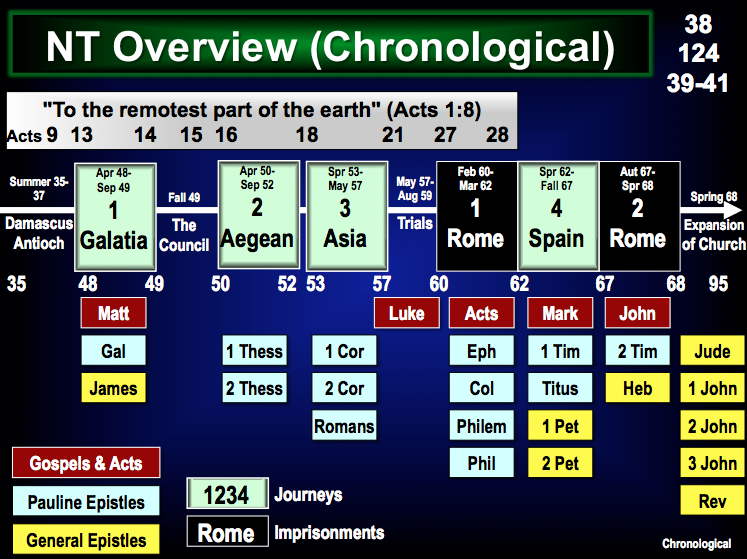 NT Overview (Chronological)
38
124
39-41
"To the remotest part of the earth" (Acts 1:8)
Acts 9 13 14 15 16 18 21 27 28
Summer 35-
37
Damascus
Antioch
Apr 48-
Sep 49
1
Galatia
Fall 49
The
Council
Apr 50-
Sep 52
2
Aegean
Spr 53-
May 57
3
Asia
May 57-
Aug 59
Trials
Feb 60-
Mar 62
1
Rome
Spr 62-
Fall 67
4
Spain
Aut 67-
Spr 68
2
Rome
Spring 68
Expansion
of Church
35 48 49 50 52 53 57 60 62 67 68 95
Matt Luke Acts Mark John
Gal 1 Thess 1 Cor Eph 1 Tim 2 Tim Jude
James 2 Thess 2 Cor Col Titus Heb 1 John
Romans Philem 1 Pet 2 John
Phil 2 Pet 3 John
Rev
Gospels & Acts
Pauline Epistles
General Epistles
1234 Journeys
Rome Imprisonments
Chronological